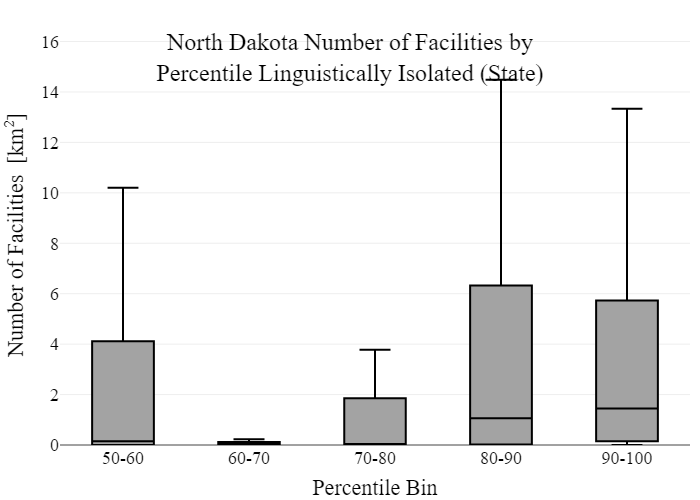 North Dakota Number of Facilities by
Percentile Linguistically Isolated (State)
Number of Facilities [km²]
16
14
12
10
8
6
4
2
0
50-60 60-70 70-80 80-90 90-100
Percentile Bin